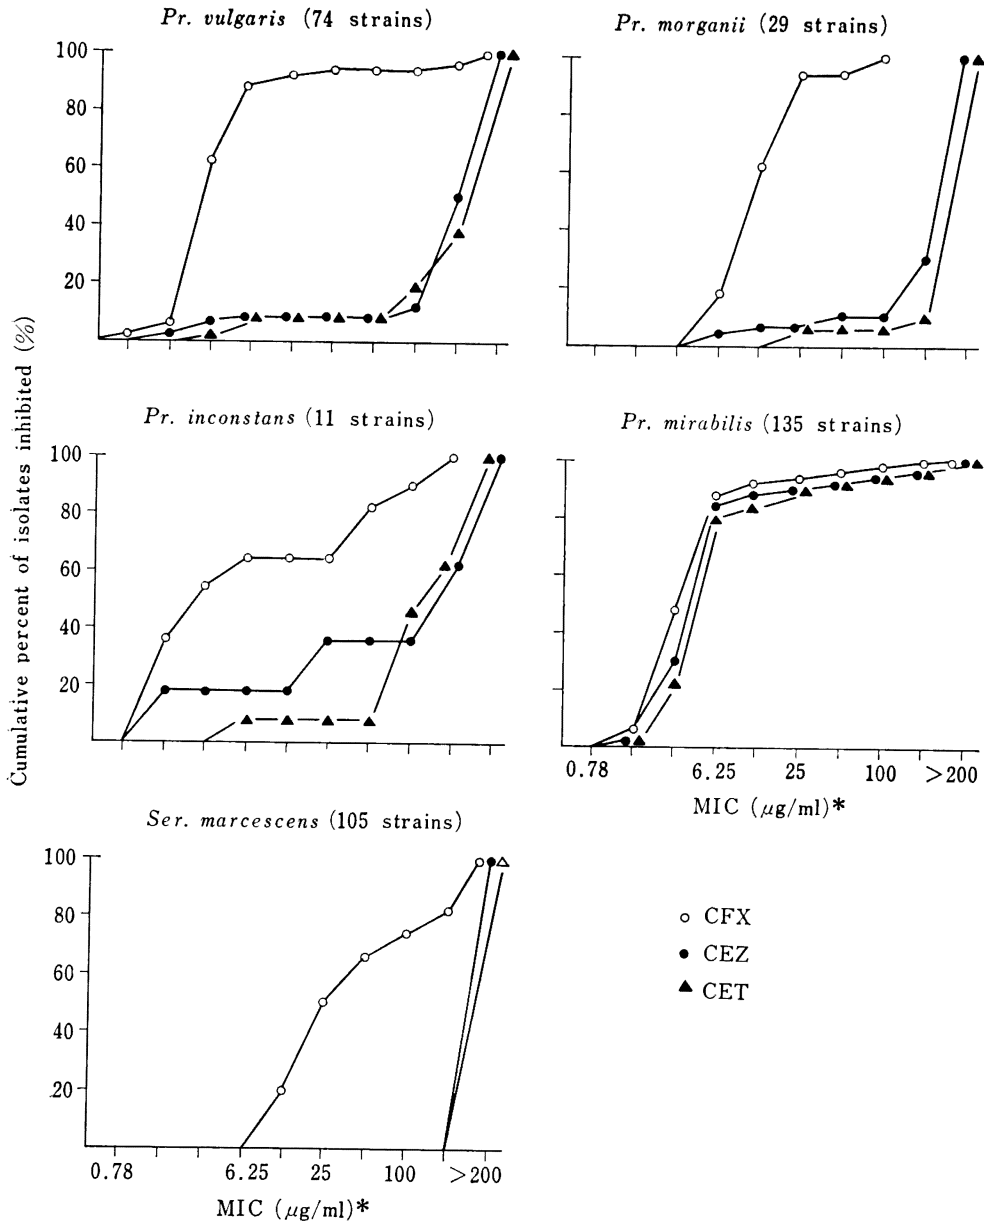 Pr. vulgaris (74 strains)
Pr. morganii (29 strains)
100
80
60
40
20
Pr. inconstans (11 strains)
Pr. mirabilis (135 strains)
100
80
60
40
20
Cumulative percent of isolates inhibited (%)
0.78 6.25 25 100 >200
MIC (μg/ml)*
Ser. marcescens (105 strains)
100
80
60
40
20
CFX
CEZ
CET
0.78 6.25 25 100 >200
MIC (μg/ml)*